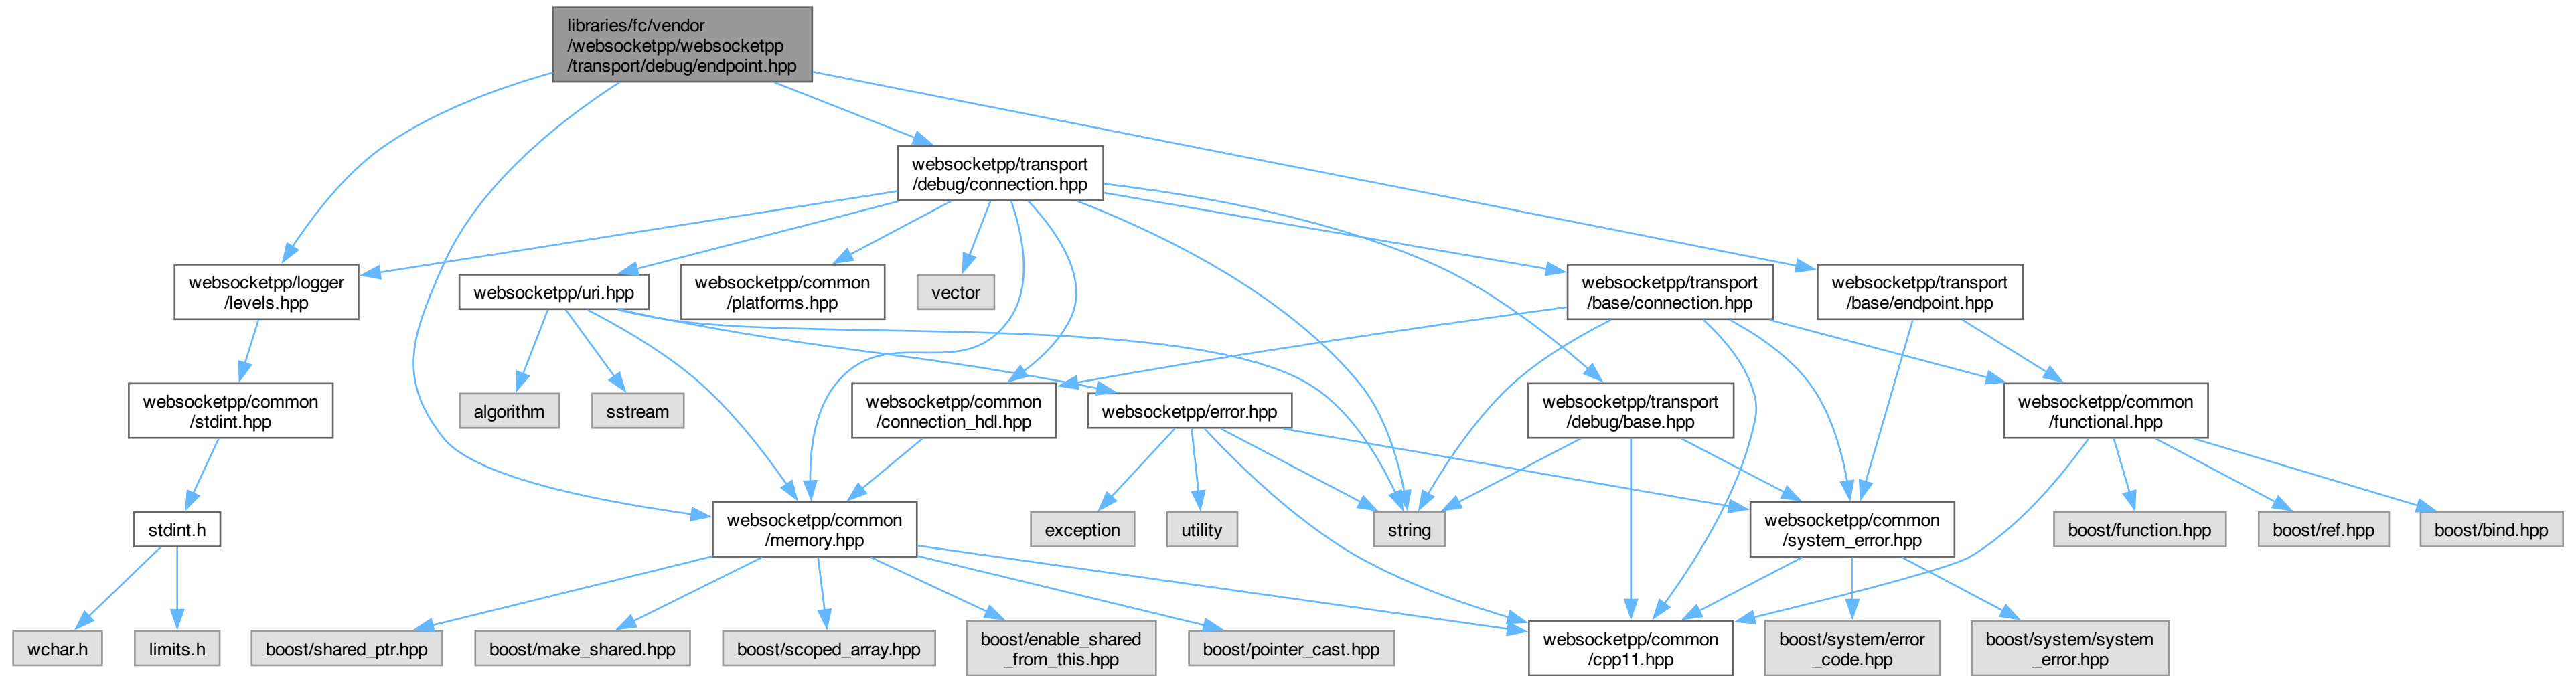 libraries/fc/vendor
/websocketpp/websocketpp
/transport/debug/endpoint.hpp
websocketpp/transport
/debug/connection.hpp
websocketpp/logger
/levels.hpp
websocketpp/uri.hpp
websocketpp/common
/platforms.hpp
vector
websocketpp/transport
/base/connection.hpp
websocketpp/transport
/base/endpoint.hpp
websocketpp/common
/stdint.hpp
algorithm
sstream
websocketpp/common
/connection_hdl.hpp
websocketpp/error.hpp
websocketpp/transport
/debug/base.hpp
websocketpp/common
/functional.hpp
stdint.h
websocketpp/common
/memory.hpp
exception
utility
string
websocketpp/common
/system_error.hpp
boost/function.hpp
boost/ref.hpp
boost/bind.hpp
wchar.h
limits.h
boost/shared_ptr.hpp
boost/make_shared.hpp
boost/scoped_array.hpp
boost/enable_shared
_from_this.hpp
boost/pointer_cast.hpp
websocketpp/common
/cpp11.hpp
boost/system/error
_code.hpp
boost/system/system
_error.hpp